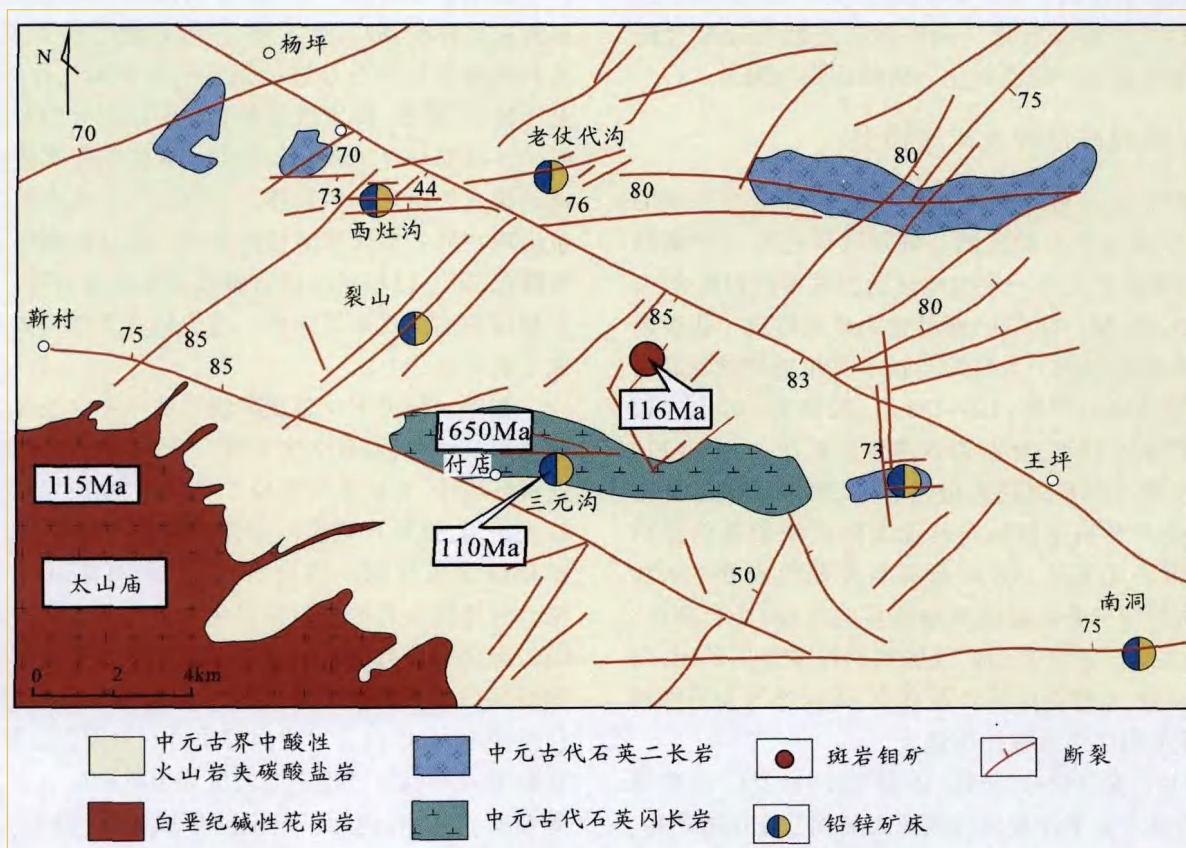 N
杨坪
75
70
70
老仗代沟
80
73
44
80
76
西灶沟
裂山
80
靳村
85
75
85
85
83
116Ma
1650Ma
付店
73
王坪
115Ma
三元沟
110Ma
太山庙
50
南洞
75
0 2 4km
中元古界中酸性
火山岩夹碳酸盐岩
中元古代石英二长岩
斑岩钼矿
断裂
白垩纪碱性花岗岩
中元古代石英闪长岩
铅锌矿床